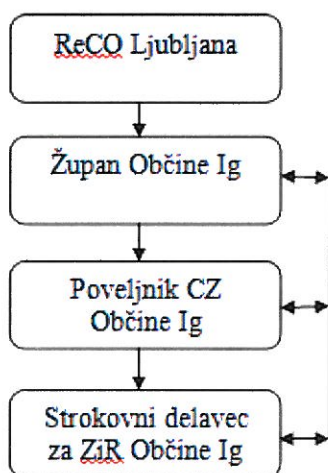 ReCO Ljubljana
Župan Občine Ig
Poveljnik CZ
Občine Ig
Strokovni delavec
za ZiR Občine Ig